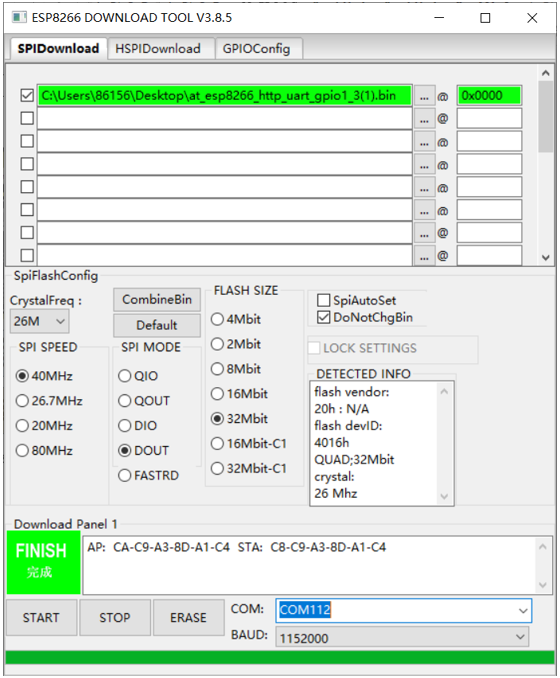 ESP8266 DOWNLOAD TOOL V3.8.5
SPIDownload HSPIDownload GPIOConfig
C:\Users\86156\Desktop\at_esp8266_http_uart_gpio1_3(1).bin ... @ 0x0000
... @
... @
... @
... @
... @
... @
... @
SpiFlashConfig
CrystalFreq :
26M
CombineBin
Default
SPI SPEED
40MHz
26.7MHz
20MHz
80MHz
SPI MODE
QIO
QOUT
DIO
DOUT
FASTRD
FLASH SIZE
4Mbit
2Mbit
8Mbit
16Mbit
32Mbit
16Mbit-C1
32Mbit-C1
SpiAutoSet
DoNotChgBin
LOCK SETTINGS
DETECTED INFO
flash vendor:
20h : N/A
flash devID:
4016h
QUAD;32Mbit
crystal:
26 Mhz
Download Panel 1
FINISH
完成
AP: CA-C9-A3-8D-A1-C4 STA: C8-C9-A3-8D-A1-C4
START STOP ERASE
COM: COM112
BAUD: 1152000